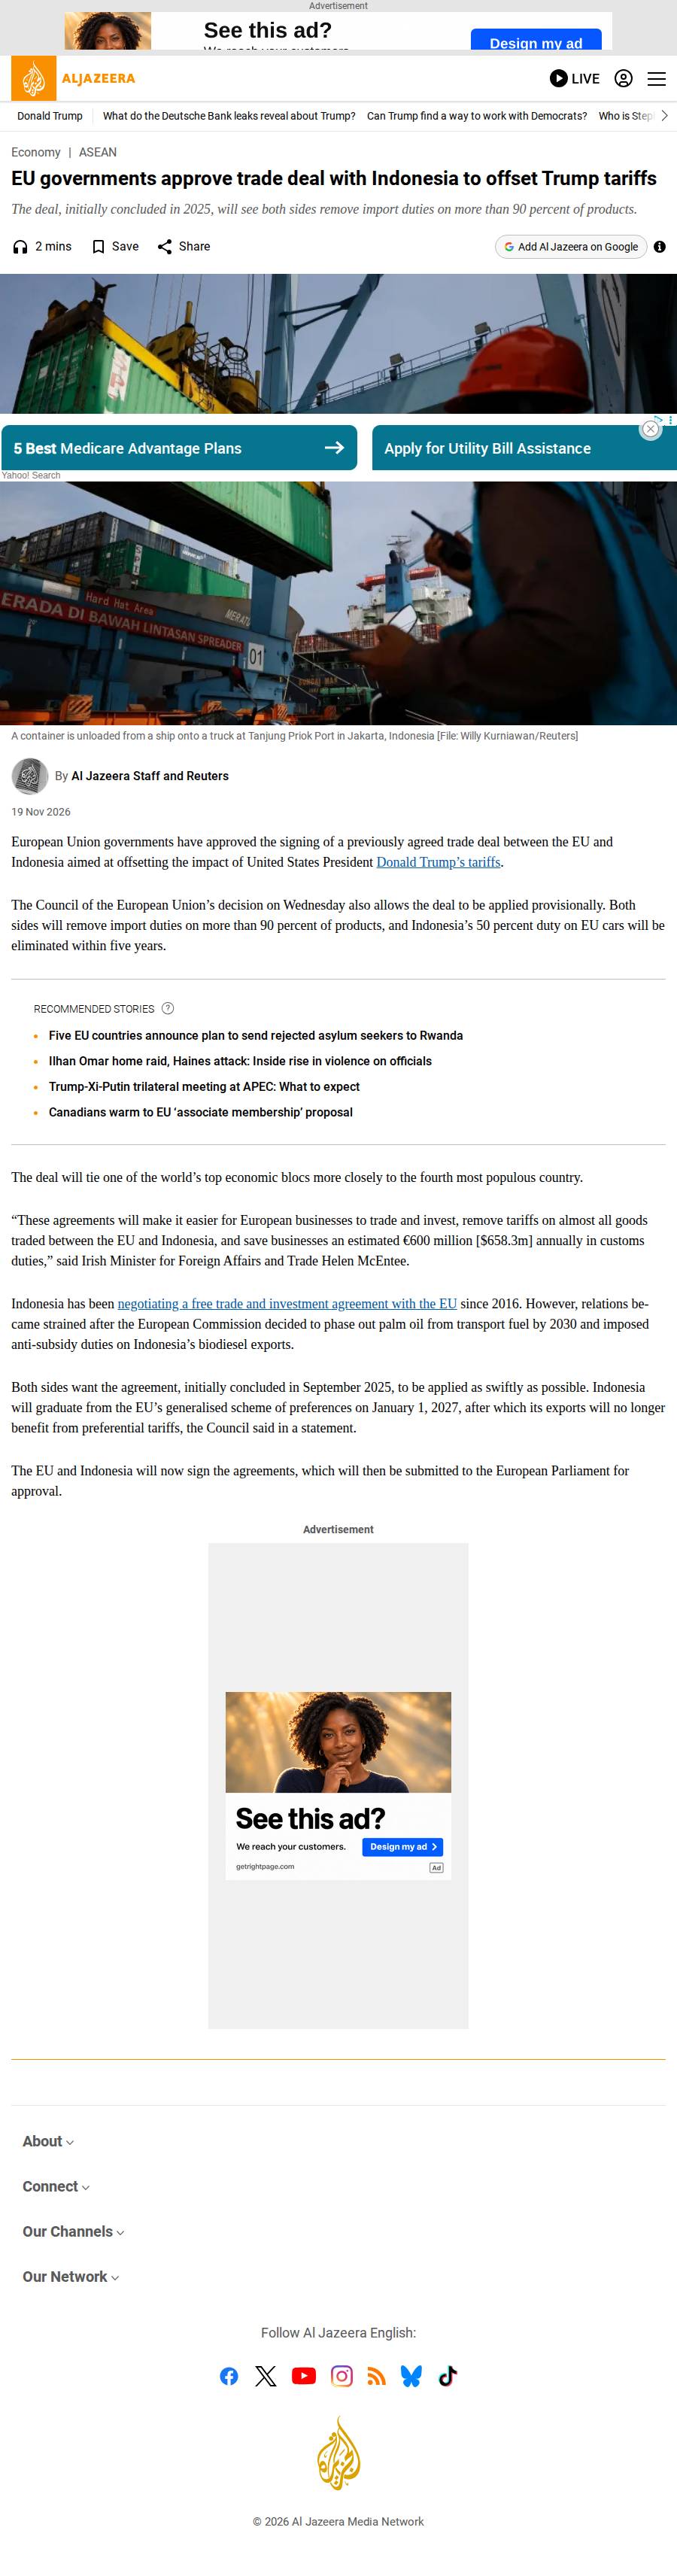 Advertisement
See this ad?
Design my ad
ALJAZEERA
LIVE
Donald Trump
What do the Deutsche Bank leaks reveal about Trump?
Can Trump find a way to work with Democrats?
Who is Step
Economy | ASEAN
EU governments approve trade deal with Indonesia to offset Trump tariffs
The deal, initially concluded in 2025, will see both sides remove import duties on more than 90 percent of products.
2 mins
Save
Share
Add Al Jazeera on Google
5 Best Medicare Advantage Plans
Apply for Utility Bill Assistance
Yahoo! Search
Hard Hat Area
ERADA DI BAWAH LINTASAN SPREADER
MERATU
01
A container is unloaded from a ship onto a truck at Tanjung Priok Port in Jakarta, Indonesia [File: Willy Kurniawan/Reuters]
By Al Jazeera Staff and Reuters
19 Nov 2026
European Union governments have approved the signing of a previously agreed trade deal between the EU and
Indonesia aimed at offsetting the impact of United States President Donald Trump’s tariffs.
The Council of the European Union’s decision on Wednesday also allows the deal to be applied provisionally. Both
sides will remove import duties on more than 90 percent of products, and Indonesia’s 50 percent duty on EU cars will be
eliminated within five years.
RECOMMENDED STORIES ?
Five EU countries announce plan to send rejected asylum seekers to Rwanda
Ilhan Omar home raid, Haines attack: Inside rise in violence on officials
Trump-Xi-Putin trilateral meeting at APEC: What to expect
Canadians warm to EU ‘associate membership’ proposal
The deal will tie one of the world’s top economic blocs more closely to the fourth most populous country.
“These agreements will make it easier for European businesses to trade and invest, remove tariffs on almost all goods
traded between the EU and Indonesia, and save businesses an estimated €600 million [$658.3m] annually in customs
duties,” said Irish Minister for Foreign Affairs and Trade Helen McEntee.
Indonesia has been negotiating a free trade and investment agreement with the EU since 2016. However, relations be-
came strained after the European Commission decided to phase out palm oil from transport fuel by 2030 and imposed
anti-subsidy duties on Indonesia’s biodiesel exports.
Both sides want the agreement, initially concluded in September 2025, to be applied as swiftly as possible. Indonesia
will graduate from the EU’s generalised scheme of preferences on January 1, 2027, after which its exports will no longer
benefit from preferential tariffs, the Council said in a statement.
The EU and Indonesia will now sign the agreements, which will then be submitted to the European Parliament for
approval.
Advertisement
See this ad?
We reach your customers.
Design my ad
getrightpage.com
Ad
About
Connect
Our Channels
Our Network
Follow Al Jazeera English:
© 2026 Al Jazeera Media Network